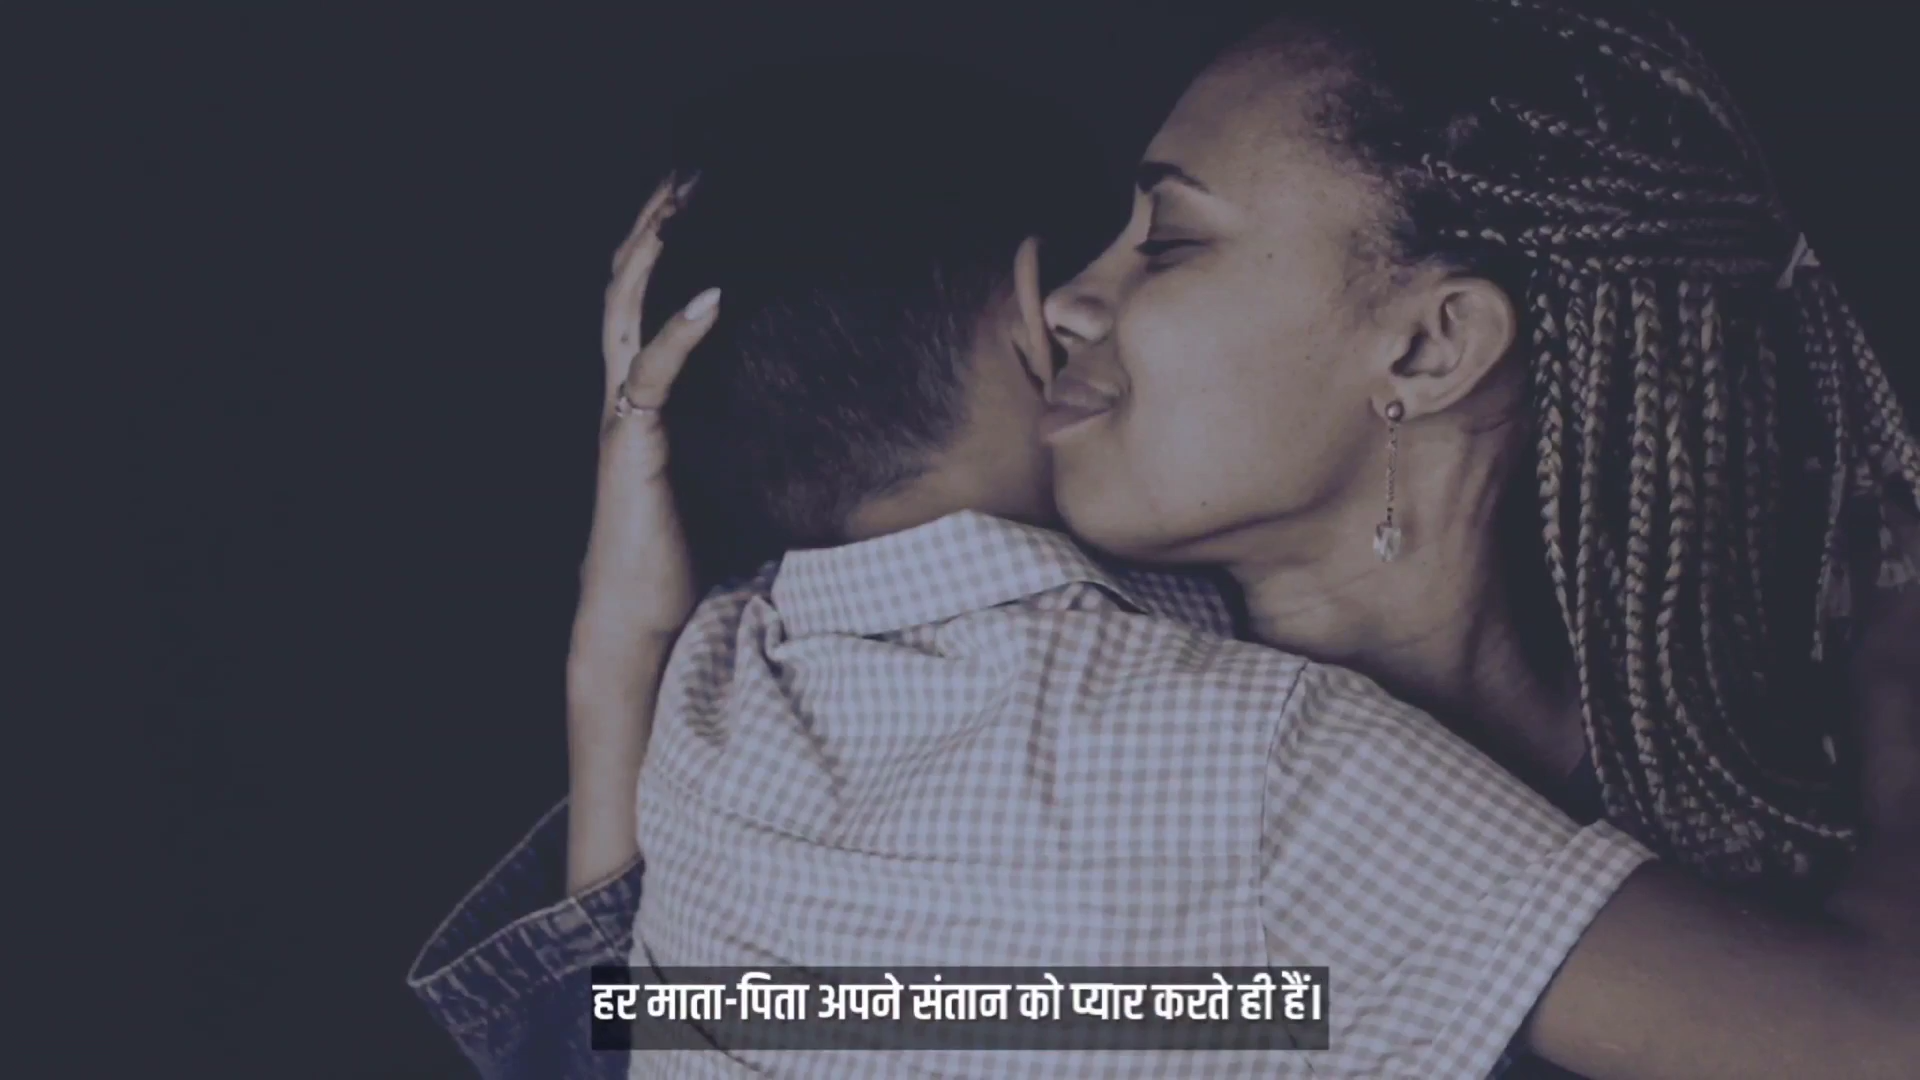 हर माता-पिता अपने संतान को प्यार करते ही हैं।